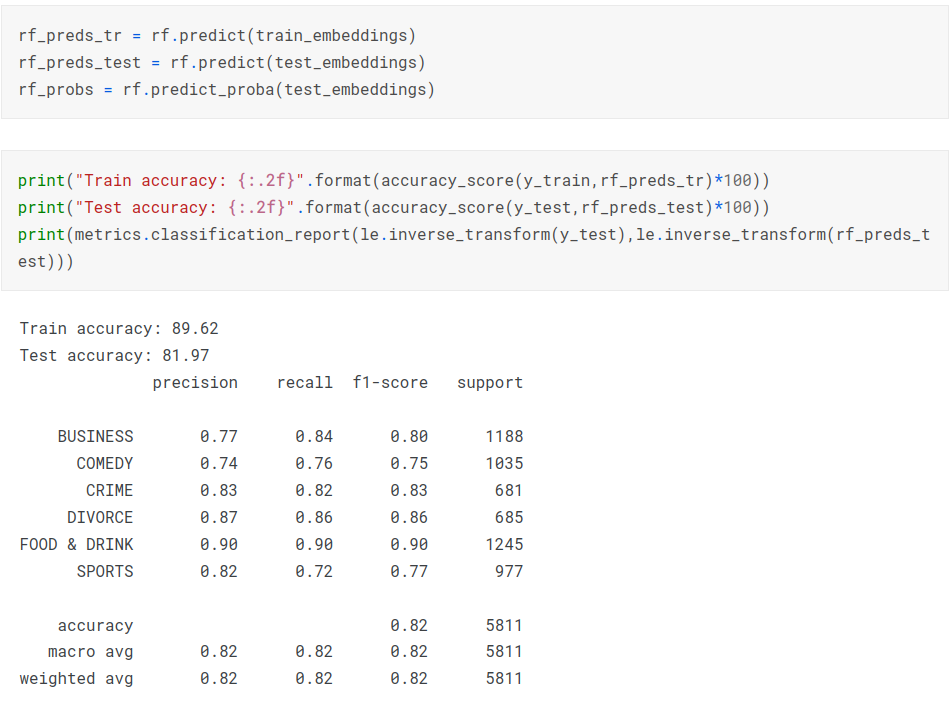 rf_preds_tr = rf.predict(train_embeddings)
rf_preds_test = rf.predict(test_embeddings)
rf_probs = rf.predict_proba(test_embeddings)
print("Train accuracy: {:.2f}".format(accuracy_score(y_train,rf_preds_tr)*100))
print("Test accuracy: {:.2f}".format(accuracy_score(y_test,rf_preds_test)*100))
print(metrics.classification_report(le.inverse_transform(y_test),le.inverse_transform(rf_preds_t
est)))
Train accuracy: 89.62
Test accuracy: 81.97
precision recall f1-score support
BUSINESS 0.77 0.84 0.80 1188
COMEDY 0.74 0.76 0.75 1035
CRIME 0.83 0.82 0.83 681
DIVORCE 0.87 0.86 0.86 685
FOOD & DRINK 0.90 0.90 0.90 1245
SPORTS 0.82 0.72 0.77 977
accuracy 0.82 5811
macro avg 0.82 0.82 0.82 5811
weighted avg 0.82 0.82 0.82 5811